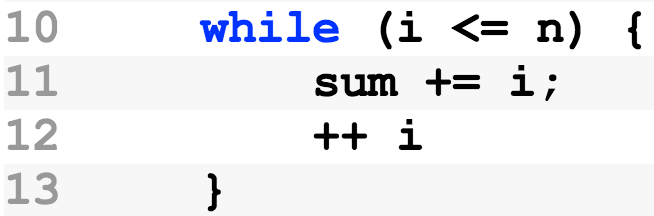 10 while (i <= n) {
11 sum += i;
12 ++ i
13 }